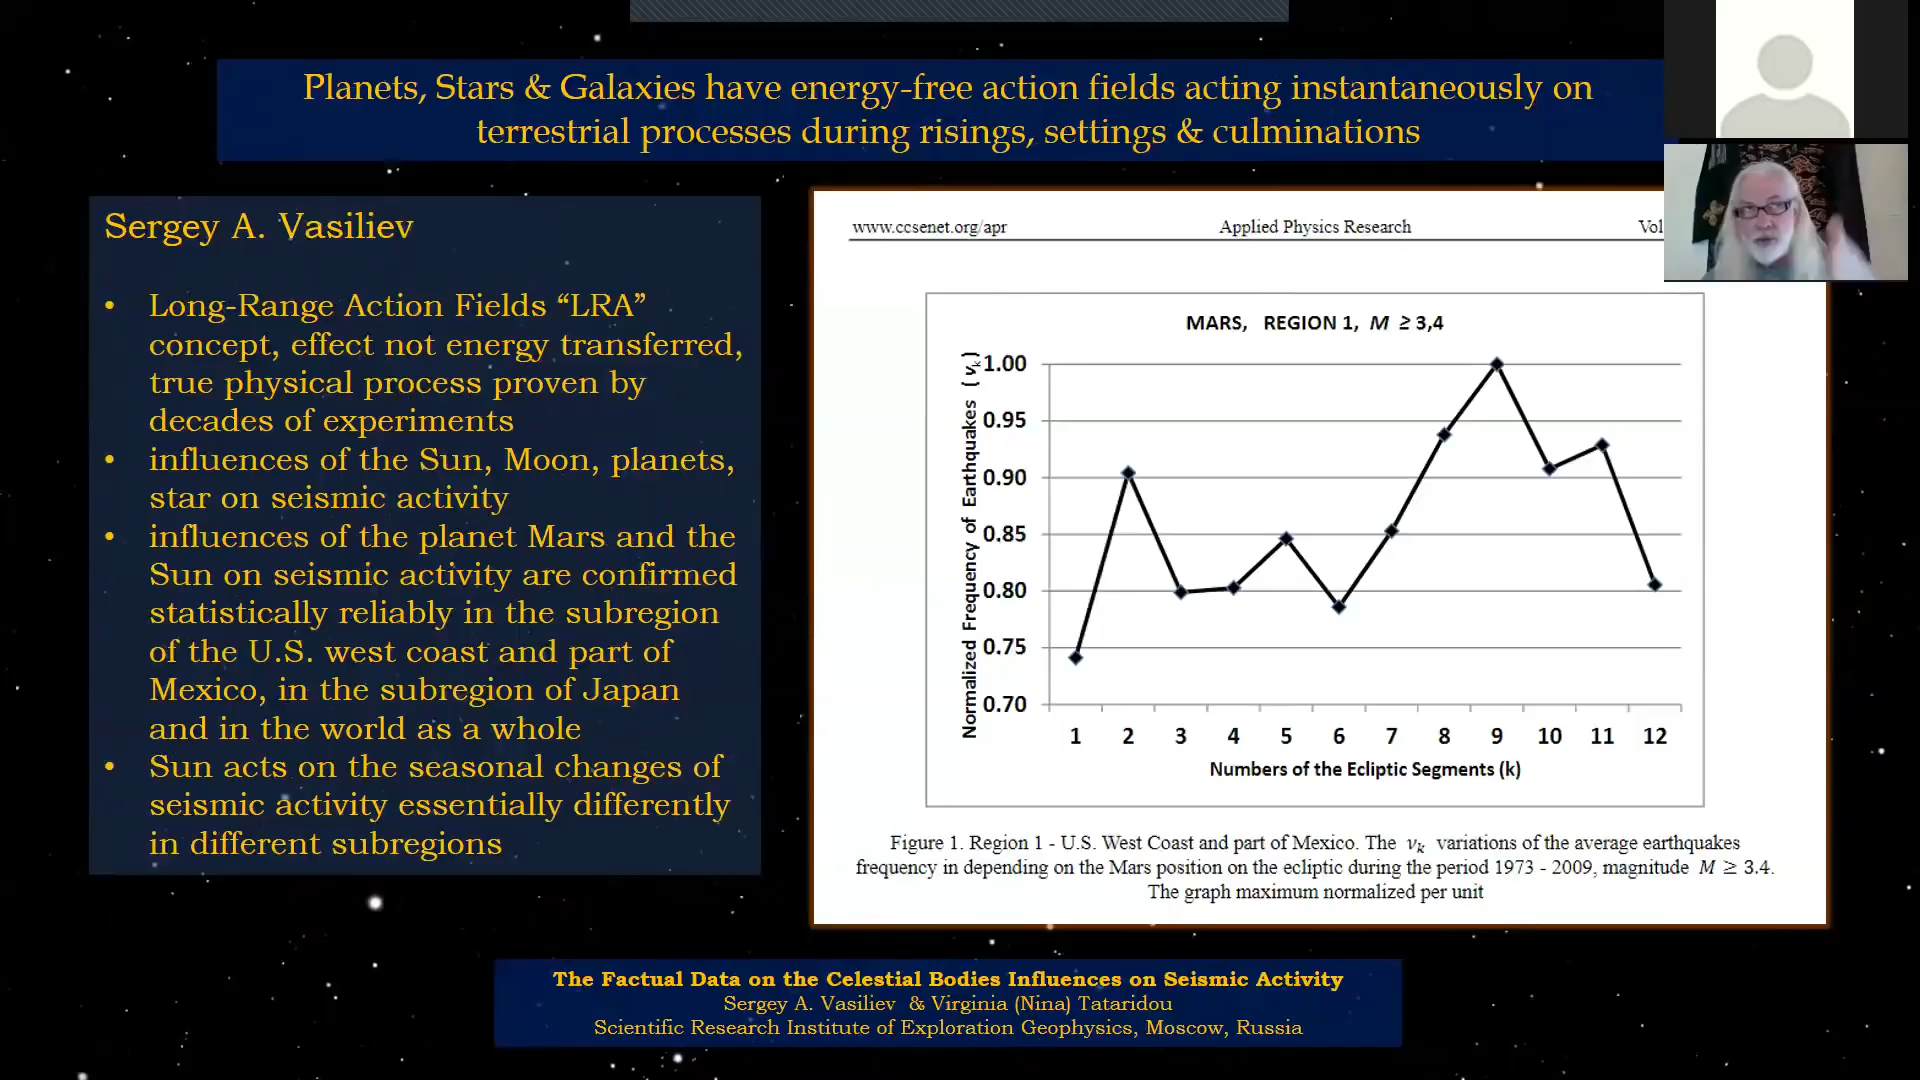 Planets, Stars & Galaxies have energy-free action fields acting instantaneously on
terrestrial processes during risings, settings & culminations
Sergey A. Vasiliev
• Long-Range Action Fields “LRA”
concept, effect not energy transferred,
true physical process proven by
decades of experiments
• influences of the Sun, Moon, planets,
star on seismic activity
• influences of the planet Mars and the
Sun on seismic activity are confirmed
statistically reliably in the subregion
of the U.S. west coast and part of
Mexico, in the subregion of Japan
and in the world as a whole
• Sun acts on the seasonal changes of
seismic activity essentially differently
in different subregions
www.ccsenet.org/apr Applied Physics Research Vol
MARS, REGION 1, M ≥ 3,4
Normalized Frequency of Earthquakes (νk)
1.00
0.95
0.90
0.85
0.80
0.75
0.70
1 2 3 4 5 6 7 8 9 10 11 12
Numbers of the Ecliptic Segments (k)
Figure 1. Region 1 - U.S. West Coast and part of Mexico. The νk variations of the average earthquakes
frequency in depending on the Mars position on the ecliptic during the period 1973 - 2009, magnitude M ≥ 3.4.
The graph maximum normalized per unit
The Factual Data on the Celestial Bodies Influences on Seismic Activity
Sergey A. Vasiliev & Virginia (Nina) Tataridou
Scientific Research Institute of Exploration Geophysics, Moscow, Russia